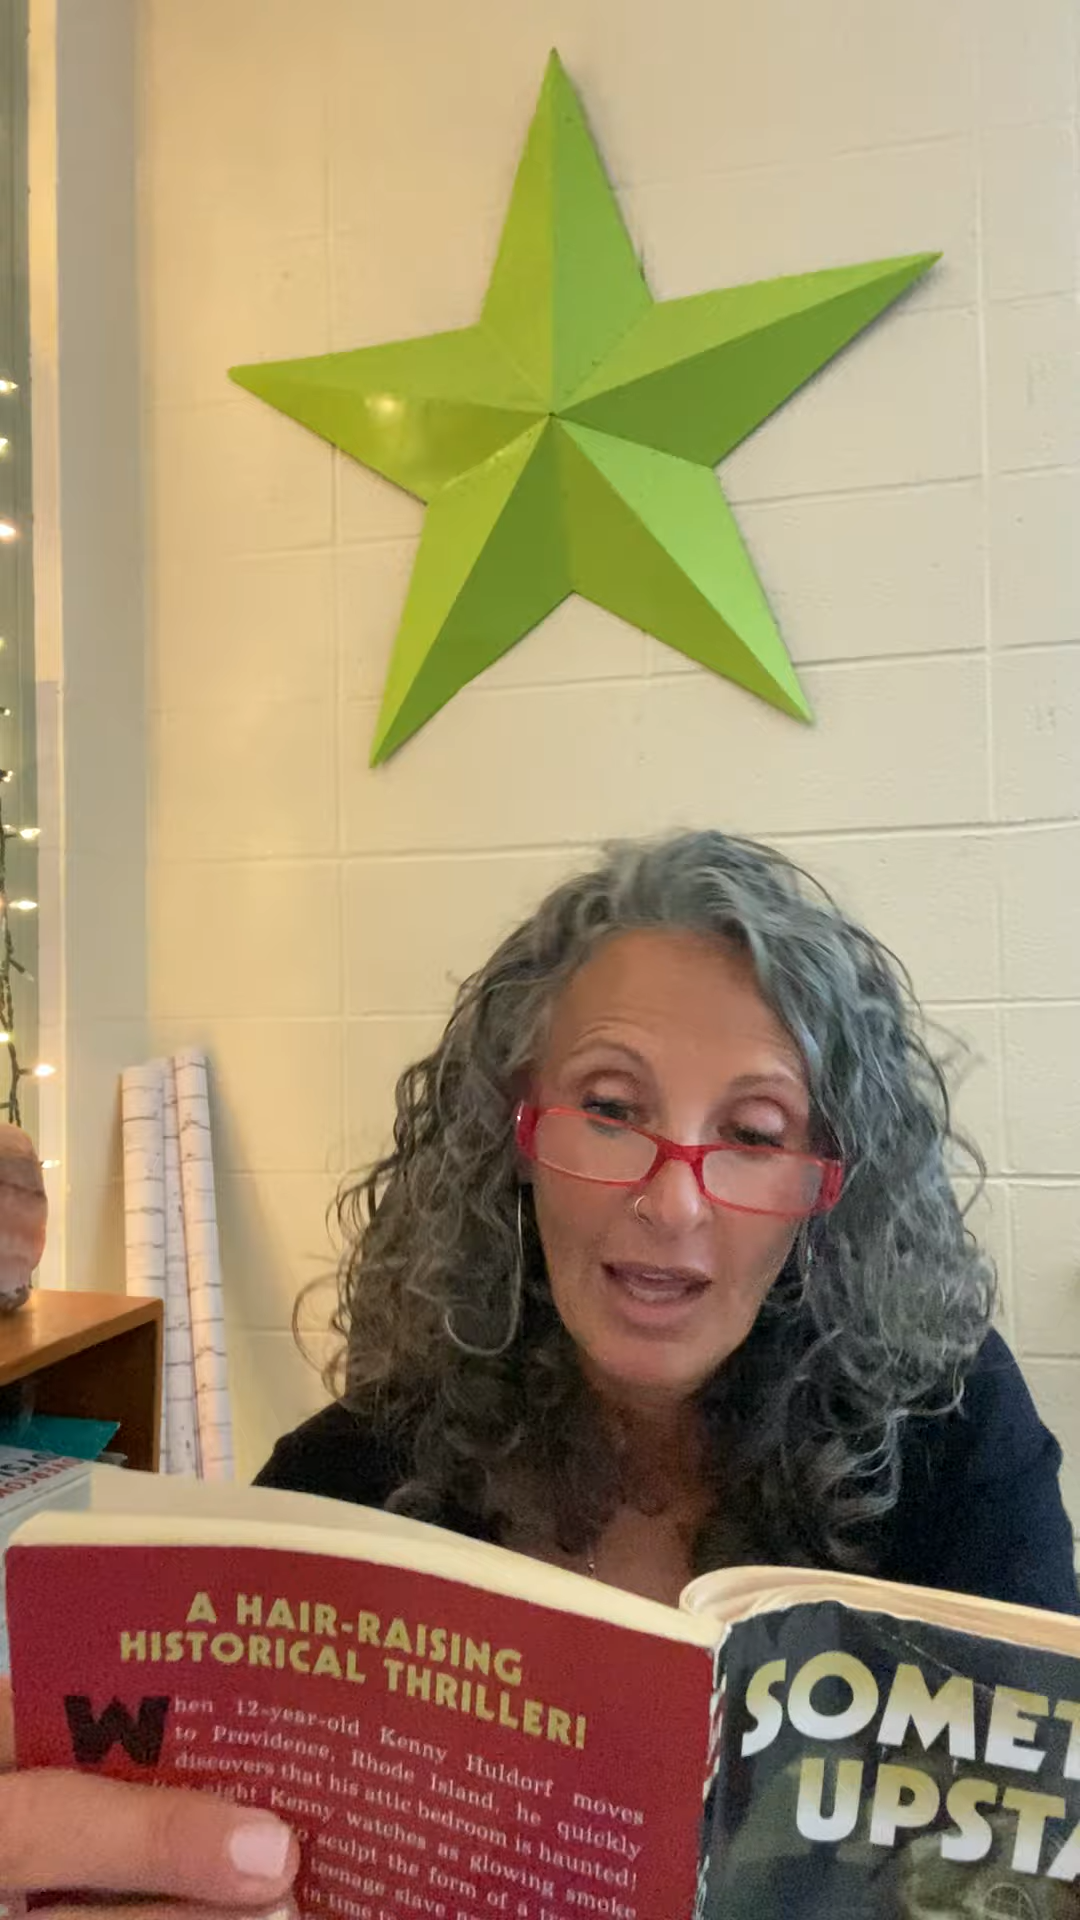 A HAIR-RAISING
HISTORICAL THRILLER!
When 12-year-old Kenny Huldorf moves
to Providence, Rhode Island, he quickly
discovers that his attic bedroom is haunted!
night Kenny watches as glowing smoke
sculpt the form of a
teenage slave
in time
SOMET
UPSTA